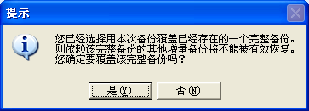 提示
您已经选择用本次备份覆盖已经存在的一个完整备份。
则依赖该完整备份的其他增量备份将不能被有效恢复。
您确定要覆盖该完整备份吗？
是(Y)
否(N)